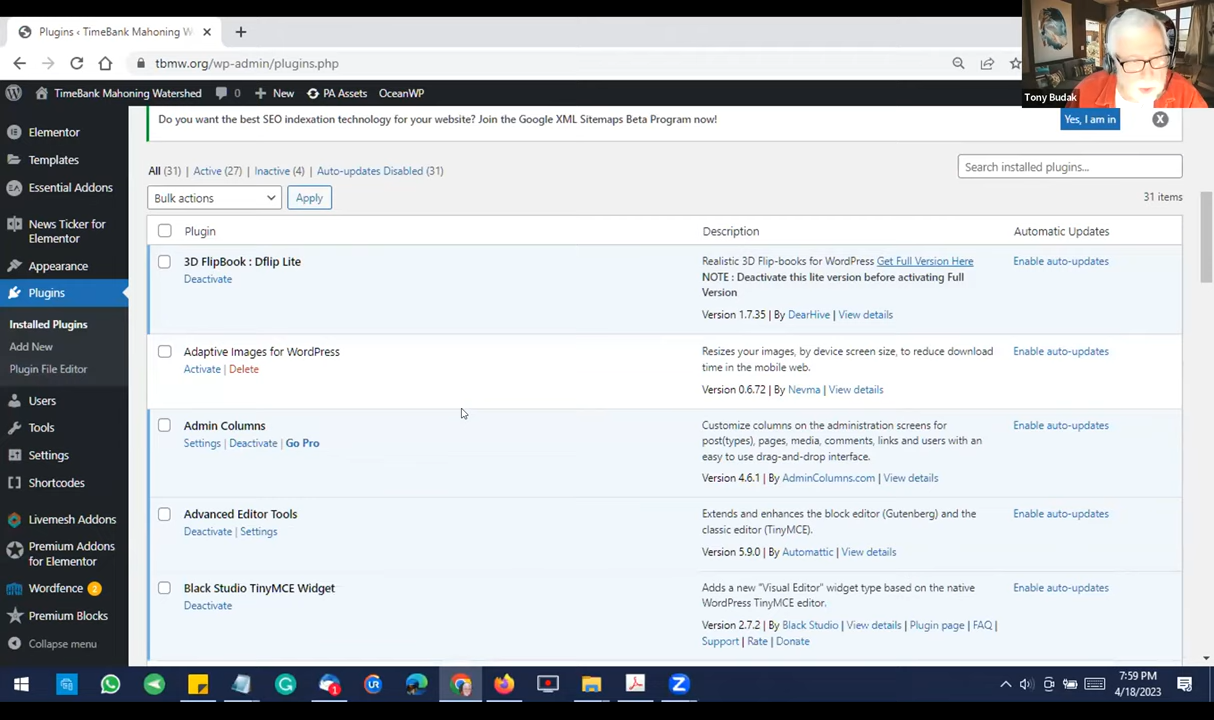 Plugins ‹ TimeBank Mahoning W
tbmw.org/wp-admin/plugins.php
Tony Budak
TimeBank Mahoning Watershed 0 New PA Assets OceanWP
Do you want the best SEO indexation technology for your website? Join the Google XML Sitemaps Beta Program now! Yes, I am in
Elementor
Templates
Essential Addons
News Ticker for
Elementor
Appearance
Plugins
Installed Plugins
Add New
Plugin File Editor
Users
Tools
Settings
Shortcodes
Livemesh Addons
Premium Addons
for Elementor
Wordfence 2
Premium Blocks
Collapse menu
All (31) | Active (27) | Inactive (4) | Auto-updates Disabled (31)
Search installed plugins...
Bulk actions Apply 31 items
Plugin Description Automatic Updates
3D FlipBook : Dflip Lite
Deactivate
Realistic 3D Flip-books for WordPress Get Full Version Here
NOTE : Deactivate this lite version before activating Full
Version
Version 1.7.35 | By DearHive | View details
Enable auto-updates
Adaptive Images for WordPress
Activate | Delete
Resizes your images, by device screen size, to reduce download
time in the mobile web.
Version 0.6.72 | By Nevma | View details
Enable auto-updates
Admin Columns
Settings | Deactivate | Go Pro
Customize columns on the administration screens for
post(types), pages, media, comments, links and users with an
easy to use drag-and-drop interface.
Version 4.6.1 | By AdminColumns.com | View details
Enable auto-updates
Advanced Editor Tools
Deactivate | Settings
Extends and enhances the block editor (Gutenberg) and the
classic editor (TinyMCE).
Version 5.9.0 | By Automattic | View details
Enable auto-updates
Black Studio TinyMCE Widget
Deactivate
Adds a new "Visual Editor" widget type based on the native
WordPress TinyMCE editor.
Version 2.7.2 | By Black Studio | View details | Plugin page | FAQ |
Support | Rate | Donate
Enable auto-updates
7:59 PM
4/18/2023